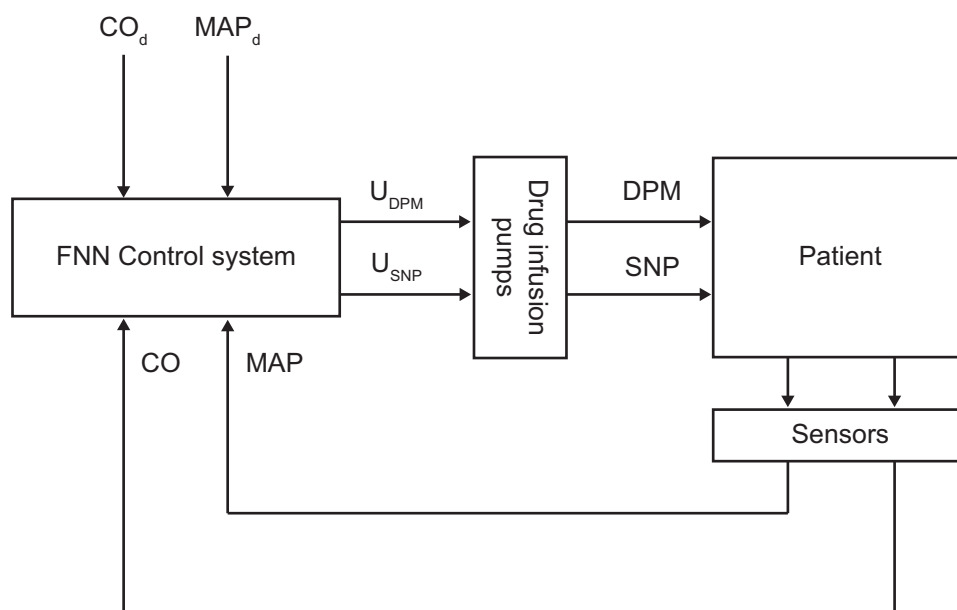 CO_d
MAP_d
FNN Control system
U_DPM
U_SNP
Drug infusion
pumps
DPM
SNP
Patient
CO
MAP
Sensors